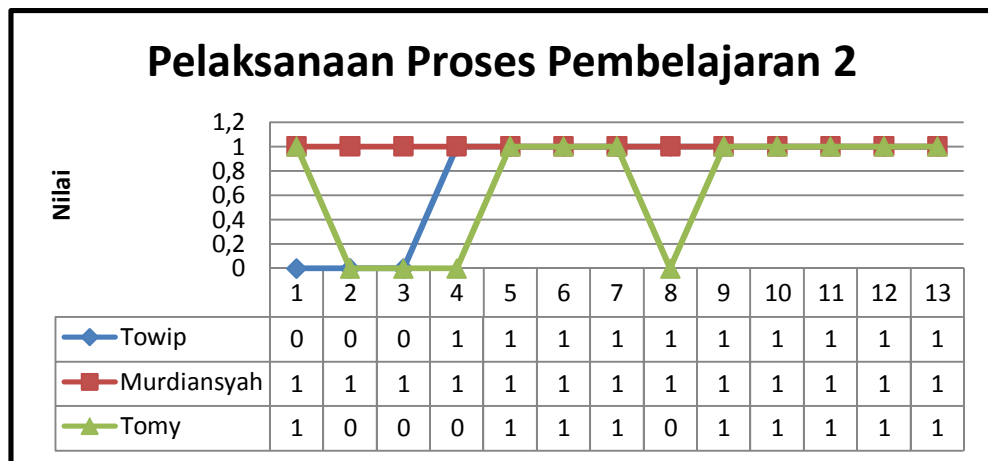 Pelaksanaan Proses Pembelajaran 2
Nilai
1,2
1
0,8
0,6
0,4
0,2
0
1 2 3 4 5 6 7 8 9 10 11 12 13
Towip 0 0 0 1 1 1 1 1 1 1 1 1 1
Murdiansyah 1 1 1 1 1 1 1 1 1 1 1 1 1
Tomy 1 0 0 0 1 1 1 0 1 1 1 1 1